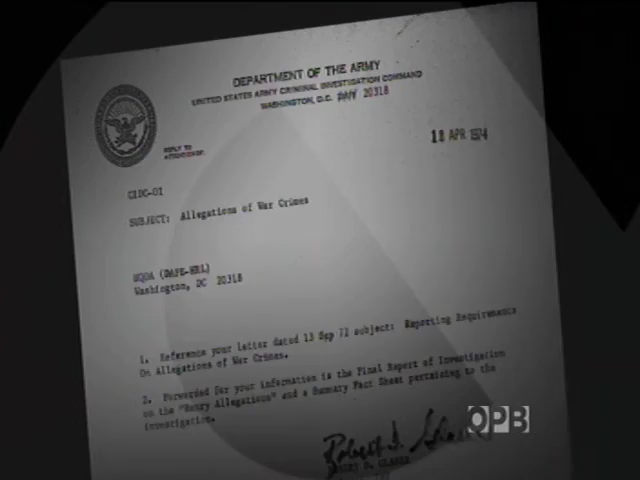 DEPARTMENT OF THE ARMY
UNITED STATES ARMY CRIMINAL INVESTIGATION COMMAND
WASHINGTON, D.C. 20318
18 APR 1974
REPLY TO
ATTENTION OF:
CIDC-OI
SUBJECT: Allegations of War Crimes
HQDA (DAPE-HRL)
Washington, DC 20318
1. Reference your letter dated 13 Sep 72 subject: Reporting Requirements
On Allegations of War Crimes.
2. Forwarded for your information is the Final Report of Investigation
on the "Henry Allegations" and a Summary Fact Sheet pertaining to the
investigation.
OPB